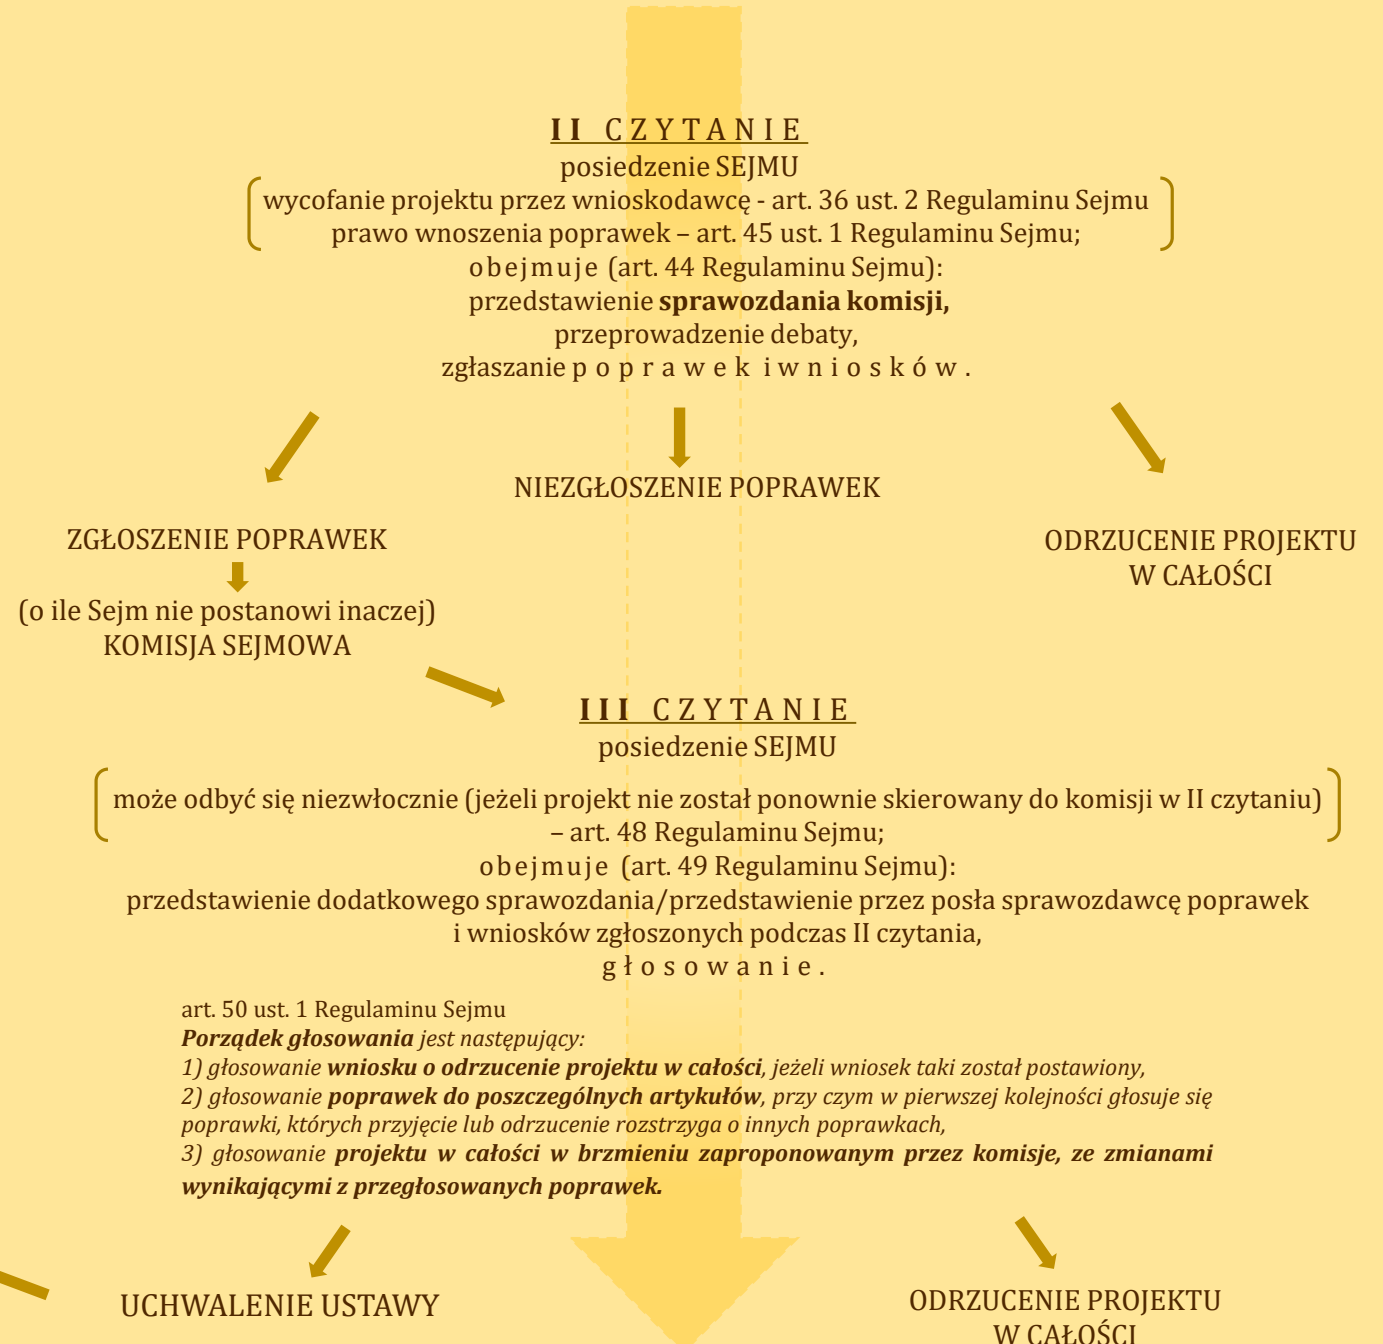 II CZYTANIE
posiedzenie SEJMU
wycofanie projektu przez wnioskodawcę - art. 36 ust. 2 Regulaminu Sejmu
prawo wnoszenia poprawek – art. 45 ust. 1 Regulaminu Sejmu;
obejmuje (art. 44 Regulaminu Sejmu):
przedstawienie sprawozdania komisji,
przeprowadzenie debaty,
zgłaszanie poprawek i wniosków.
NIEZGŁOSZENIE POPRAWEK
ZGŁOSZENIE POPRAWEK
ODRZUCENIE PROJEKTU
W CAŁOŚCI
(o ile Sejm nie postanowi inaczej)
KOMISJA SEJMOWA
III CZYTANIE
posiedzenie SEJMU
może odbyć się niezwłocznie (jeżeli projekt nie został ponownie skierowany do komisji w II czytaniu)
– art. 48 Regulaminu Sejmu;
obejmuje (art. 49 Regulaminu Sejmu):
przedstawienie dodatkowego sprawozdania/przedstawienie przez posła sprawozdawcę poprawek
i wniosków zgłoszonych podczas II czytania,
głosowanie.
art. 50 ust. 1 Regulaminu Sejmu
Porządek głosowania jest następujący:
1) głosowanie wniosku o odrzucenie projektu w całości, jeżeli wniosek taki został postawiony,
2) głosowanie poprawek do poszczególnych artykułów, przy czym w pierwszej kolejności głosuje się
poprawki, których przyjęcie lub odrzucenie rozstrzyga o innych poprawkach,
3) głosowanie projektu w całości w brzmieniu zaproponowanym przez komisje, ze zmianami
wynikającymi z przegłosowanych poprawek.
UCHWALENIE USTAWY
ODRZUCENIE PROJEKTU
W CAŁOŚCI